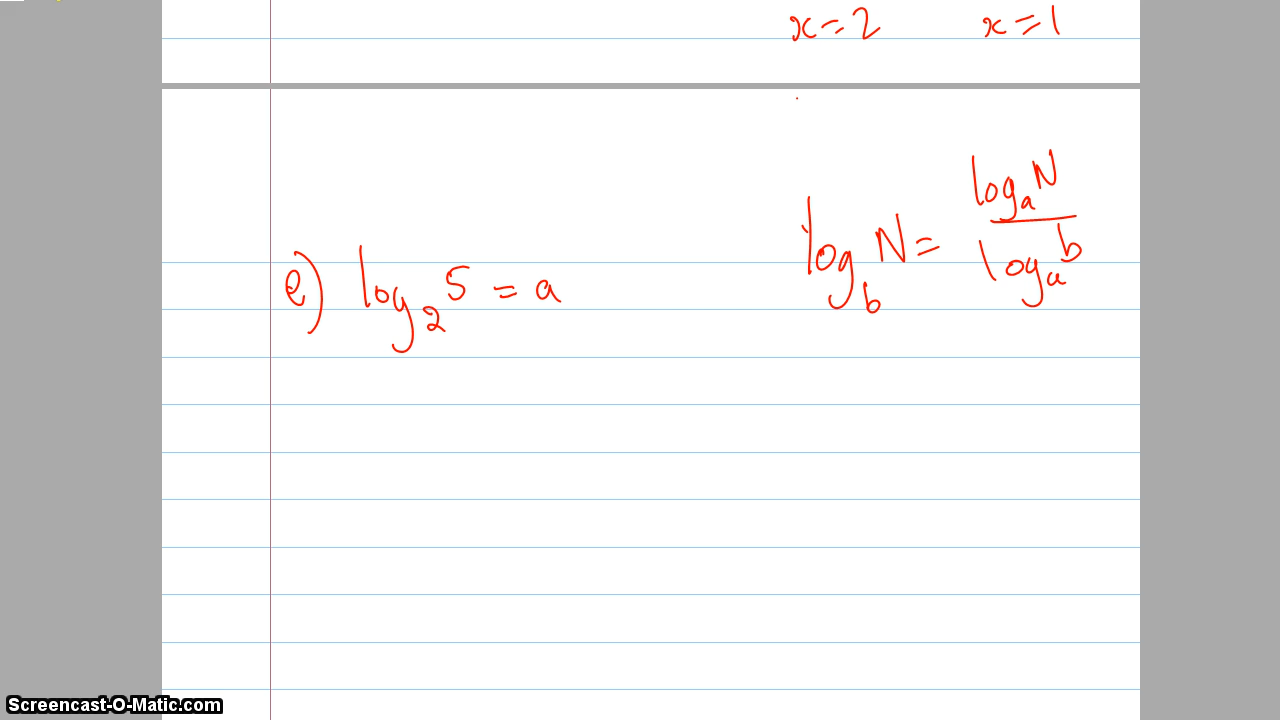 x=2 x=1
log_b N = log_a N / log_a b
e) log_2 5 = a
Screencast-O-Matic.com